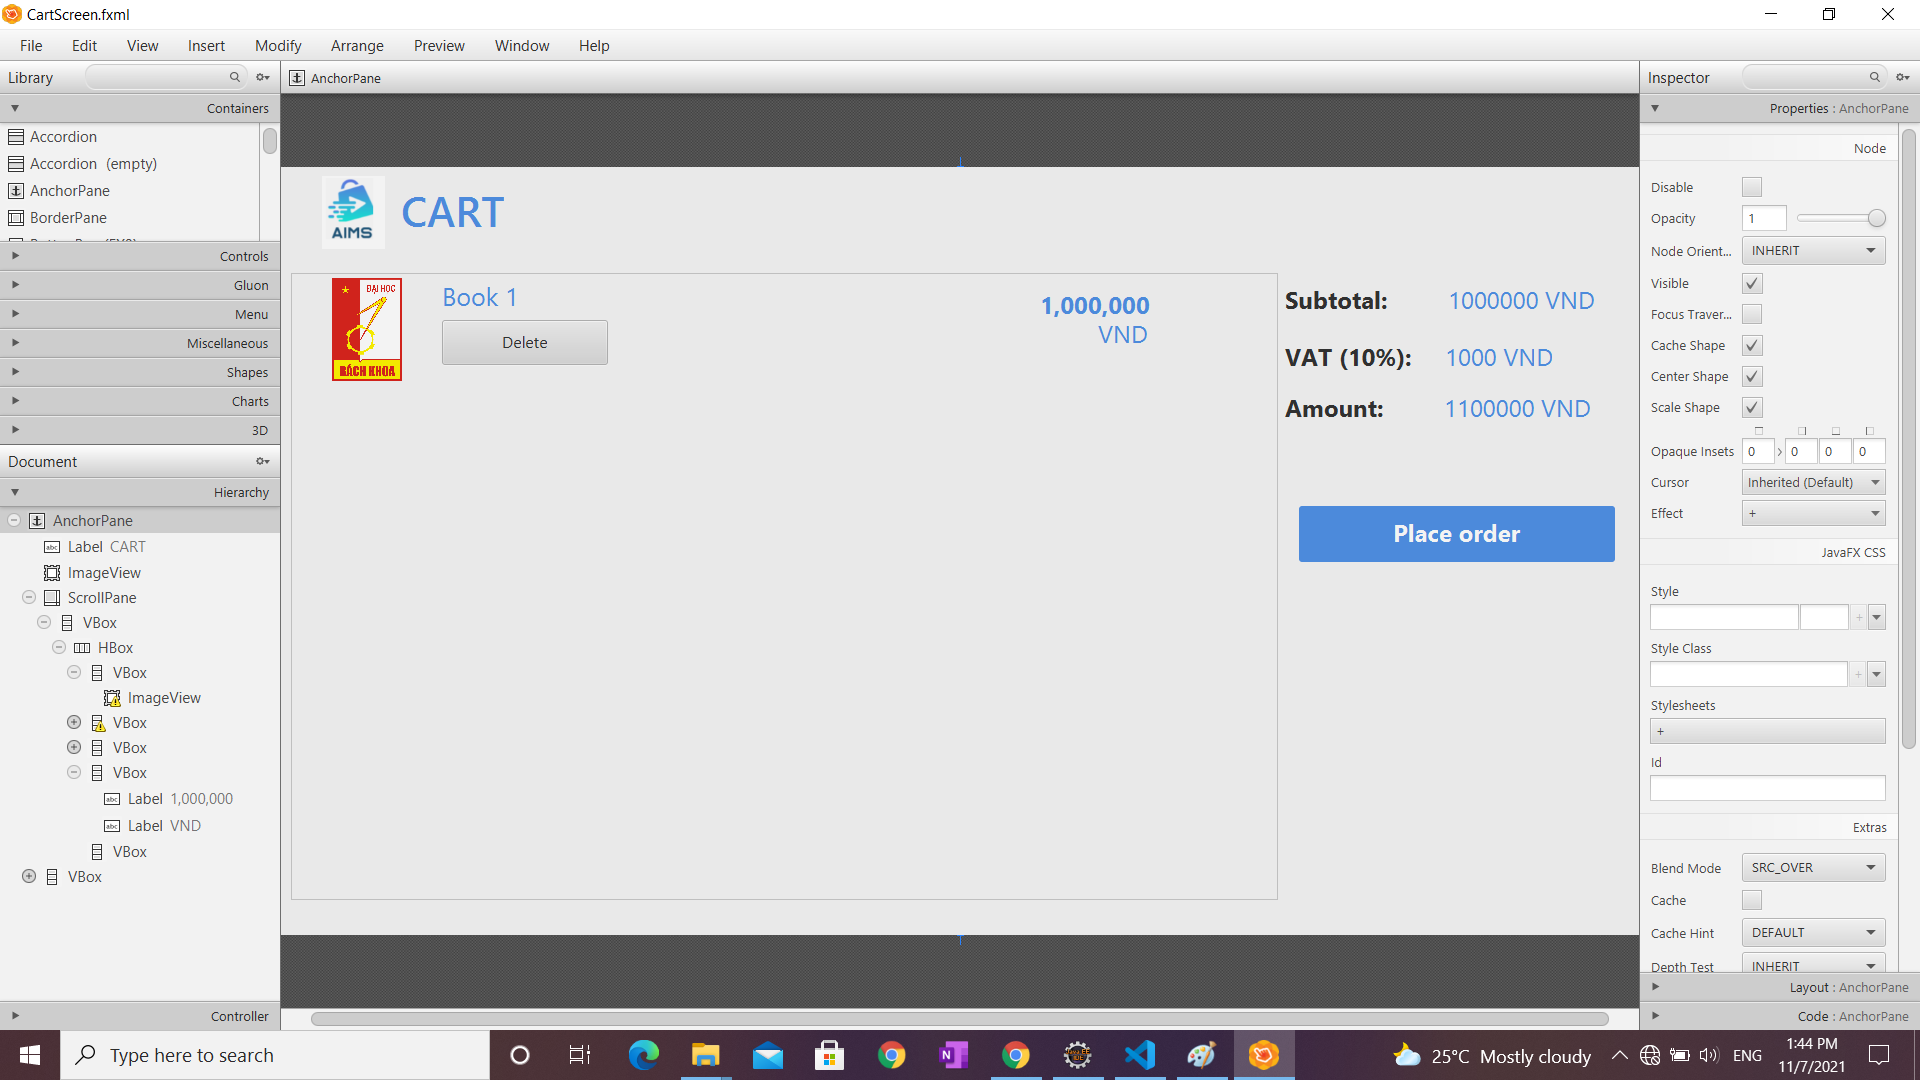 CartScreen.fxml
File Edit View Insert Modify Arrange Preview Window Help
Library
Containers
Accordion
Accordion (empty)
AnchorPane
BorderPane
Controls
Gluon
Menu
Miscellaneous
Shapes
Charts
3D
Document
Hierarchy
AnchorPane
Label CART
ImageView
ScrollPane
VBox
HBox
VBox
ImageView
VBox
VBox
VBox
Label 1,000,000
Label VND
VBox
VBox
Controller
AnchorPane
AIMS
CART
ĐẠI HỌC
BÁCH KHOA
Book 1
Delete
1,000,000
VND
Subtotal: 1000000 VND
VAT (10%): 1000 VND
Amount: 1100000 VND
Place order
Inspector
Properties : AnchorPane
Node
Disable
Opacity 1
Node Orient... INHERIT
Visible
Focus Traver...
Cache Shape
Center Shape
Scale Shape
Opaque Insets 0 0 0 0
Cursor Inherited (Default)
Effect +
JavaFX CSS
Style
+
Style Class
+
Stylesheets
+
Id
Extras
Blend Mode SRC_OVER
Cache
Cache Hint DEFAULT
Depth Test INHERIT
Layout : AnchorPane
Code : AnchorPane
Type here to search
25°C Mostly cloudy
ENG
1:44 PM
11/7/2021